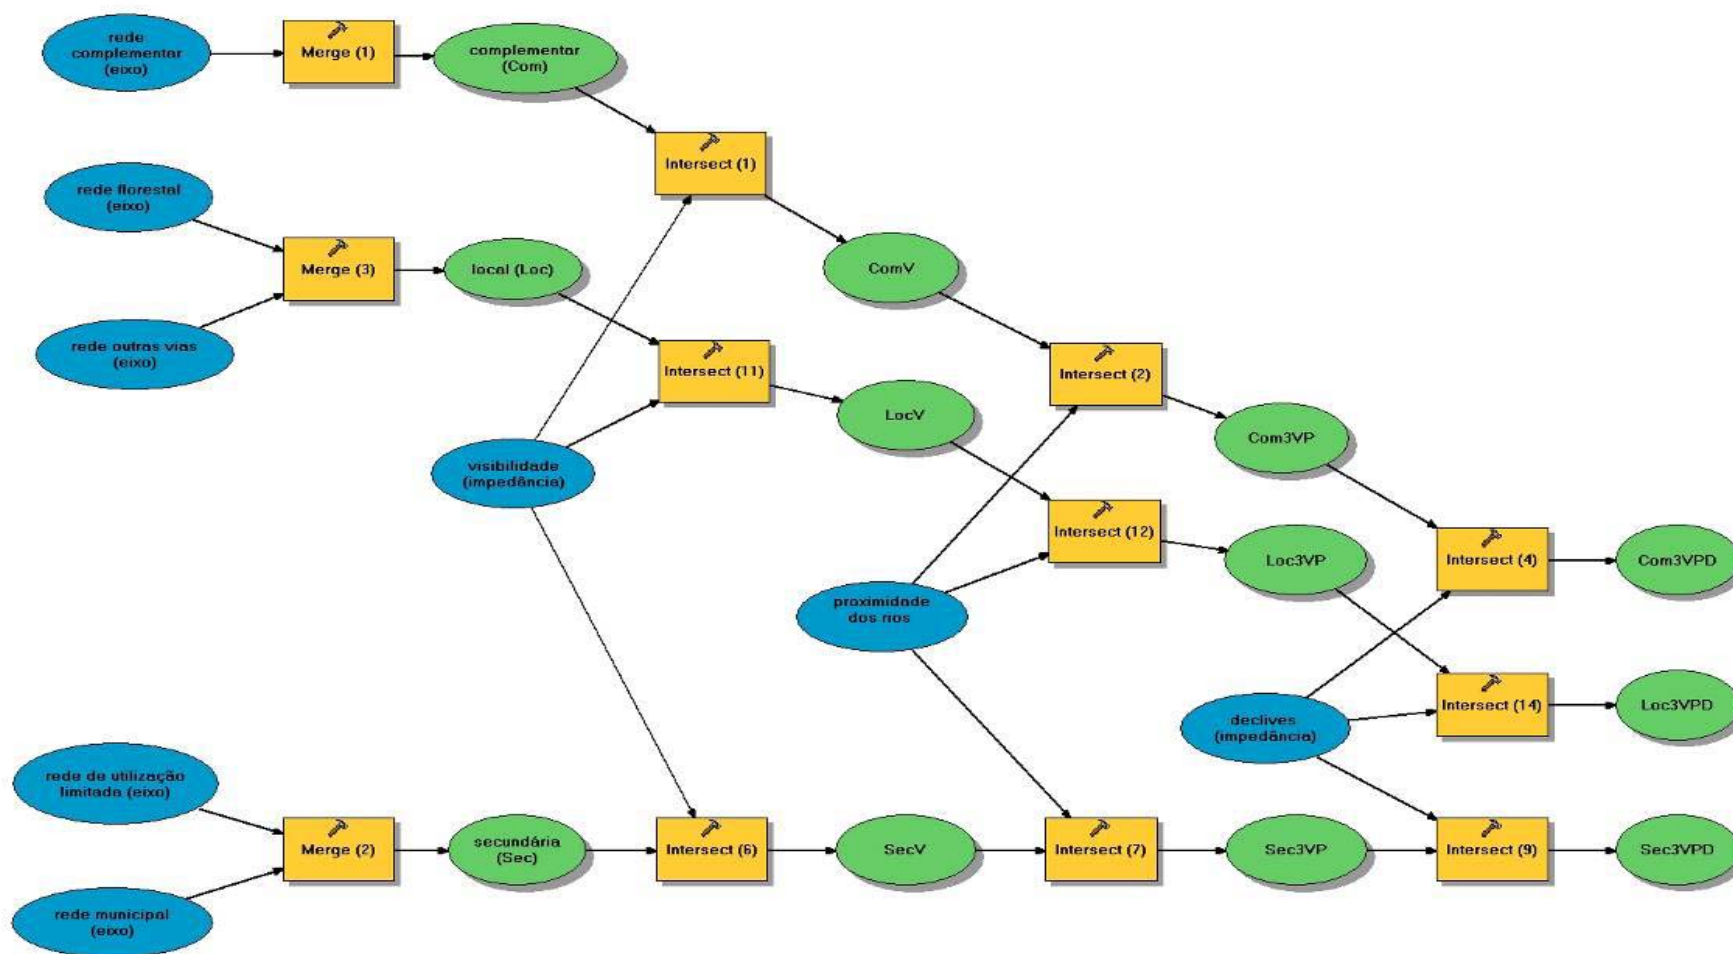 rede
complementar
(eixo)
Merge (1)
complementar
(Com)
Intersect (1)
rede florestal
(eixo)
Merge (3)
local (Loc)
ComV
rede outras vias
(eixo)
Intersect (11)
Intersect (2)
LocV
Com3VP
visibilidade
(impedância)
Intersect (12)
Loc3VP
Intersect (4)
Com3VPD
proximidade
dos rios
Intersect (14)
Loc3VPD
declives
(impedância)
rede de utilização
limitada (eixo)
Merge (2)
secundária
(Sec)
Intersect (6)
SecV
Intersect (7)
Sec3VP
Intersect (9)
Sec3VPD
rede municipal
(eixo)